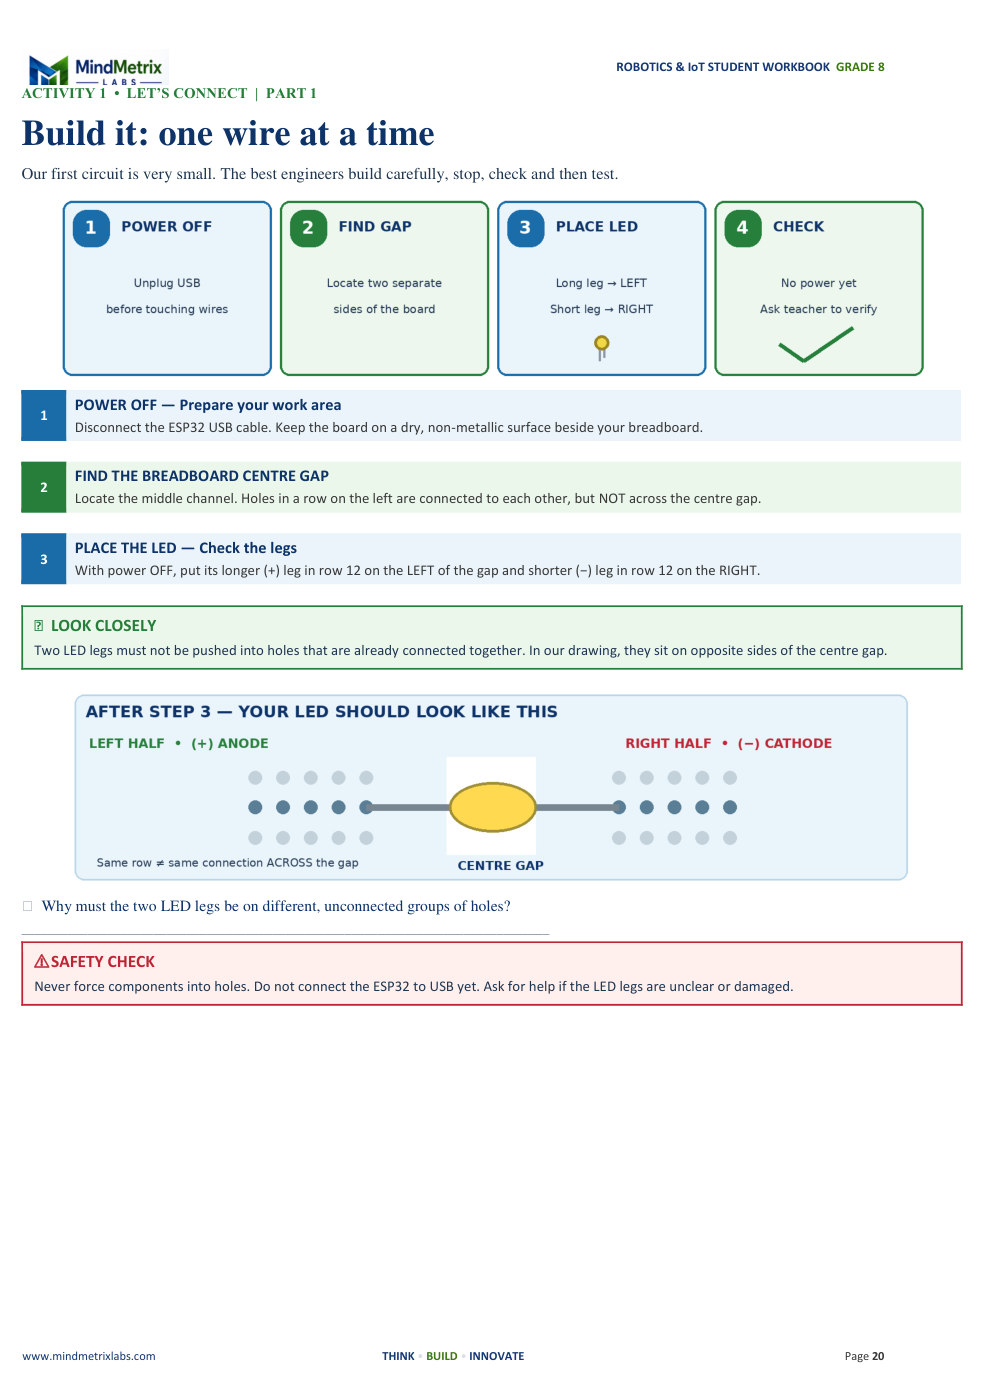 MindMetrix
LABS
ROBOTICS & IoT STUDENT WORKBOOK GRADE 8
ACTIVITY 1 • LET'S CONNECT | PART 1
Build it: one wire at a time
Our first circuit is very small. The best engineers build carefully, stop, check and then test.
1 POWER OFF
Unplug USB
before touching wires
2 FIND GAP
Locate two separate
sides of the board
3 PLACE LED
Long leg → LEFT
Short leg → RIGHT
4 CHECK
No power yet
Ask teacher to verify
1
POWER OFF — Prepare your work area
Disconnect the ESP32 USB cable. Keep the board on a dry, non-metallic surface beside your breadboard.
2
FIND THE BREADBOARD CENTRE GAP
Locate the middle channel. Holes in a row on the left are connected to each other, but NOT across the centre gap.
3
PLACE THE LED — Check the legs
With power OFF, put its longer (+) leg in row 12 on the LEFT of the gap and shorter (−) leg in row 12 on the RIGHT.
LOOK CLOSELY
Two LED legs must not be pushed into holes that are already connected together. In our drawing, they sit on opposite sides of the centre gap.
AFTER STEP 3 — YOUR LED SHOULD LOOK LIKE THIS
LEFT HALF • (+) ANODE
RIGHT HALF • (−) CATHODE
Same row ≠ same connection ACROSS the gap
CENTRE GAP
Why must the two LED legs be on different, unconnected groups of holes?
⚠SAFETY CHECK
Never force components into holes. Do not connect the ESP32 to USB yet. Ask for help if the LED legs are unclear or damaged.
www.mindmetrixlabs.com
THINK • BUILD • INNOVATE
Page 20